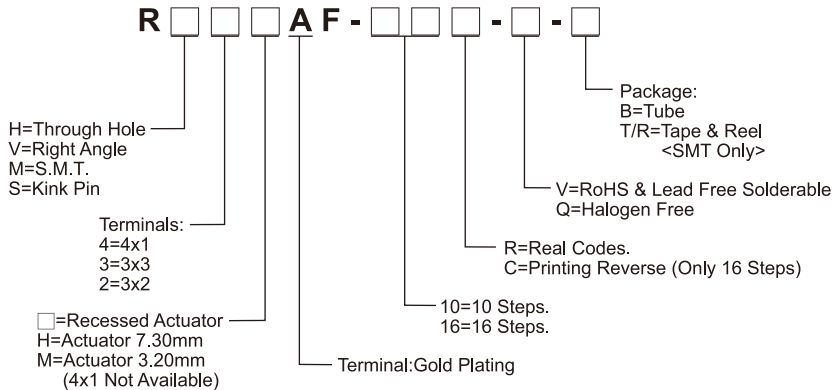 R□□□AF-□□□-□-□
H=Through Hole
V=Right Angle
M=S.M.T.
S=Kink Pin
Terminals:
4=4x1
3=3x3
2=3x2
□=Recessed Actuator
H=Actuator 7.30mm
M=Actuator 3.20mm
(4x1 Not Available)
Terminal:Gold Plating
10=10 Steps.
16=16 Steps.
R=Real Codes.
C=Printing Reverse (Only 16 Steps)
V=RoHS & Lead Free Solderable
Q=Halogen Free
Package:
B=Tube
T/R=Tape & Reel
<SMT Only>